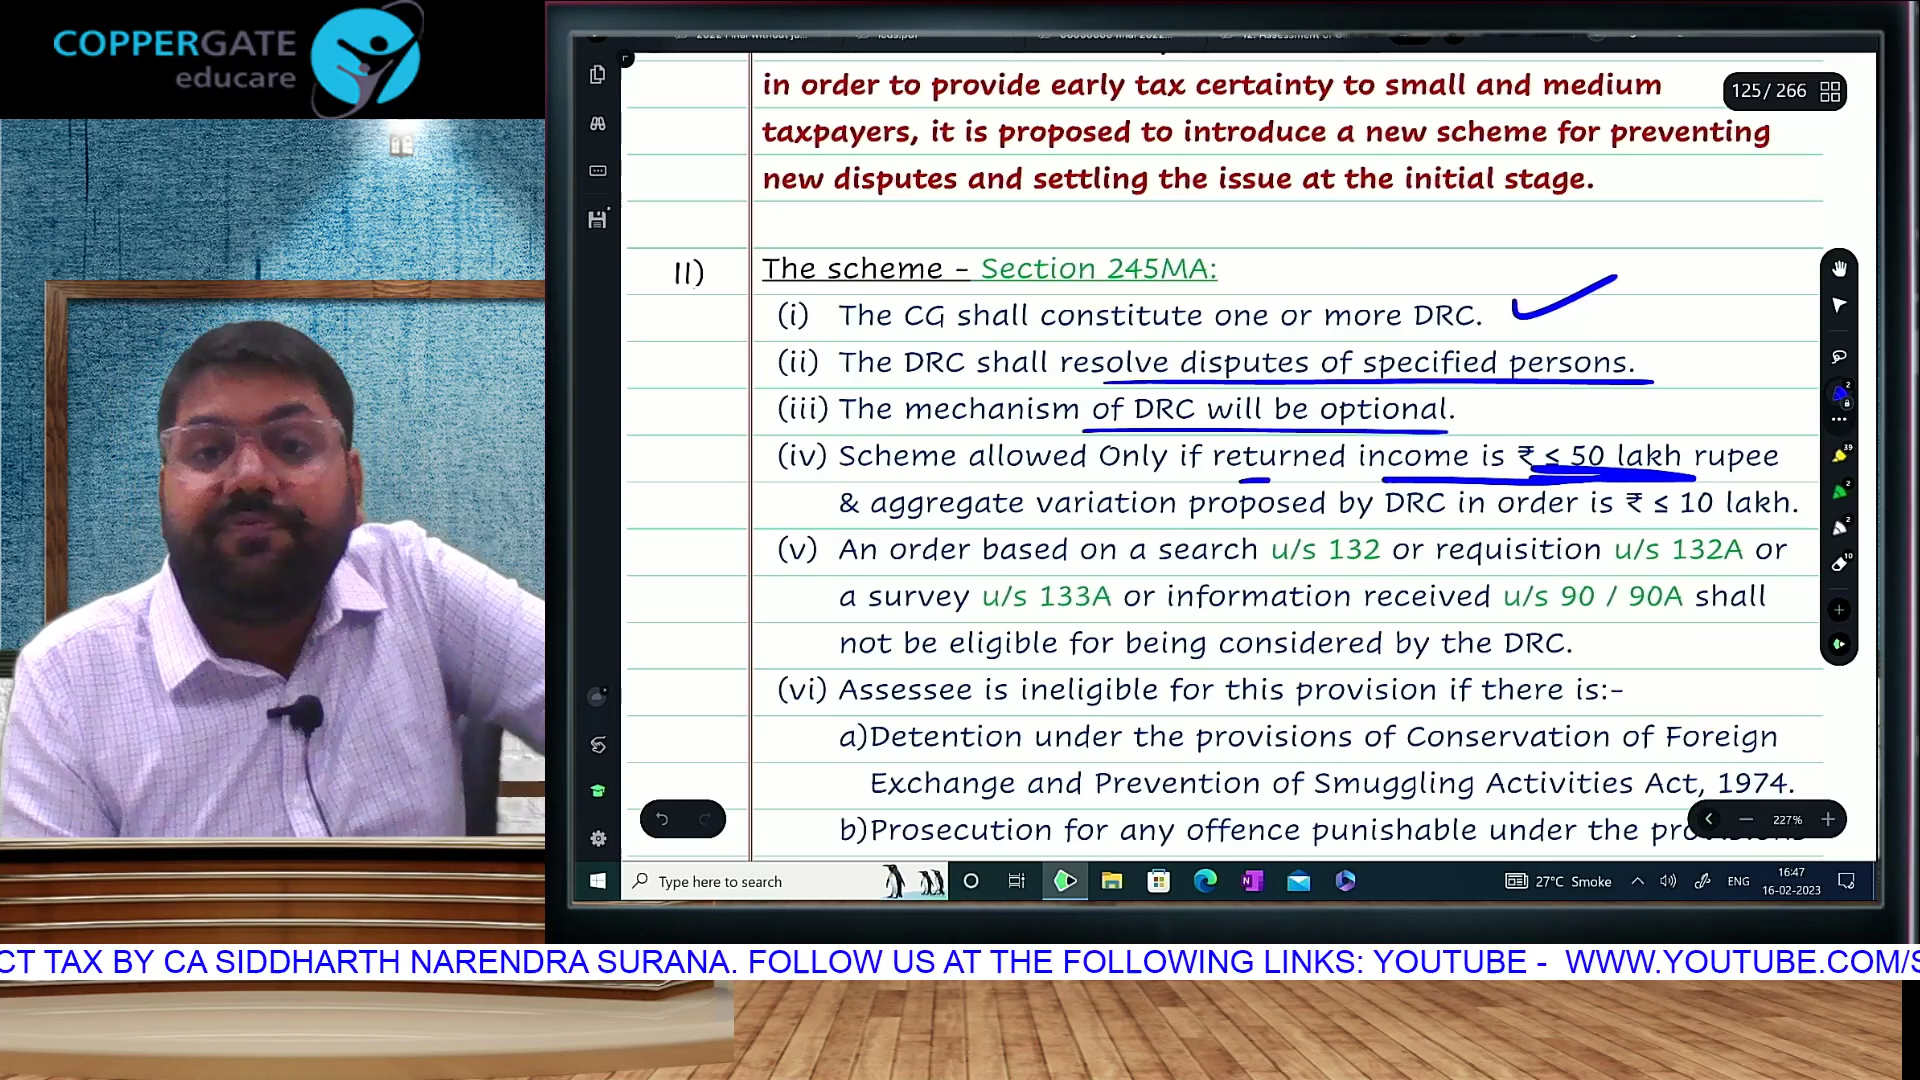 COPPERGATE
educare
in order to provide early tax certainty to small and medium
125 / 266
taxpayers, it is proposed to introduce a new scheme for preventing
new disputes and settling the issue at the initial stage.
II) The scheme - Section 245MA:
(i) The CG shall constitute one or more DRC.
(ii) The DRC shall resolve disputes of specified persons.
(iii) The mechanism of DRC will be optional.
(iv) Scheme allowed Only if returned income is ₹ ≤ 50 lakh rupee
& aggregate variation proposed by DRC in order is ₹ ≤ 10 lakh.
(v) An order based on a search u/s 132 or requisition u/s 132A or
a survey u/s 133A or information received u/s 90 / 90A shall
not be eligible for being considered by the DRC.
(vi) Assessee is ineligible for this provision if there is:-
a)Detention under the provisions of Conservation of Foreign
Exchange and Prevention of Smuggling Activities Act, 1974.
b)Prosecution for any offence punishable under the
227%
Type here to search
27°C Smoke
ENG
16:47
16-02-2023
CT TAX BY CA SIDDHARTH NARENDRA SURANA. FOLLOW US AT THE FOLLOWING LINKS: YOUTUBE - WWW.YOUTUBE.COM/S